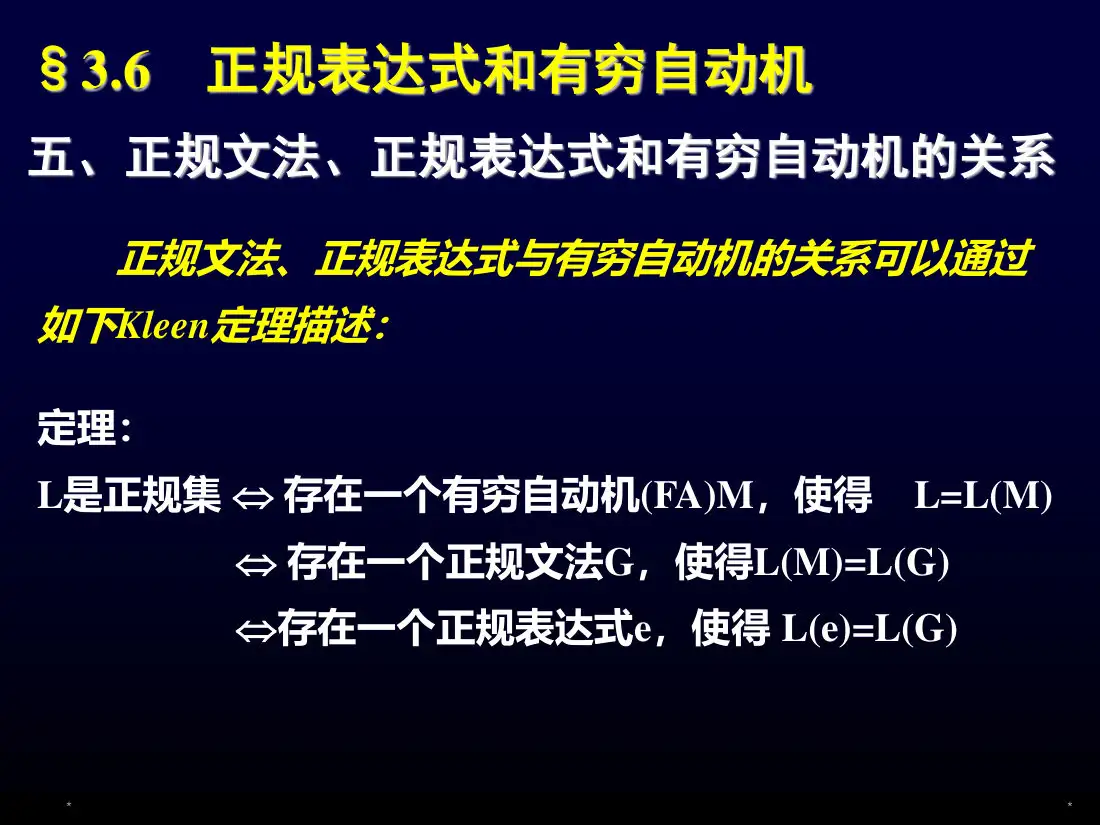 §3.6 正规表达式和有穷自动机
五、正规文法、正规表达式和有穷自动机的关系
正规文法、正规表达式与有穷自动机的关系可以通过
如下Kleen定理描述：
定理：
L是正规集 ⇔ 存在一个有穷自动机(FA)M，使得 L=L(M)
⇔ 存在一个正规文法G，使得L(M)=L(G)
⇔存在一个正规表达式e，使得 L(e)=L(G)
* *